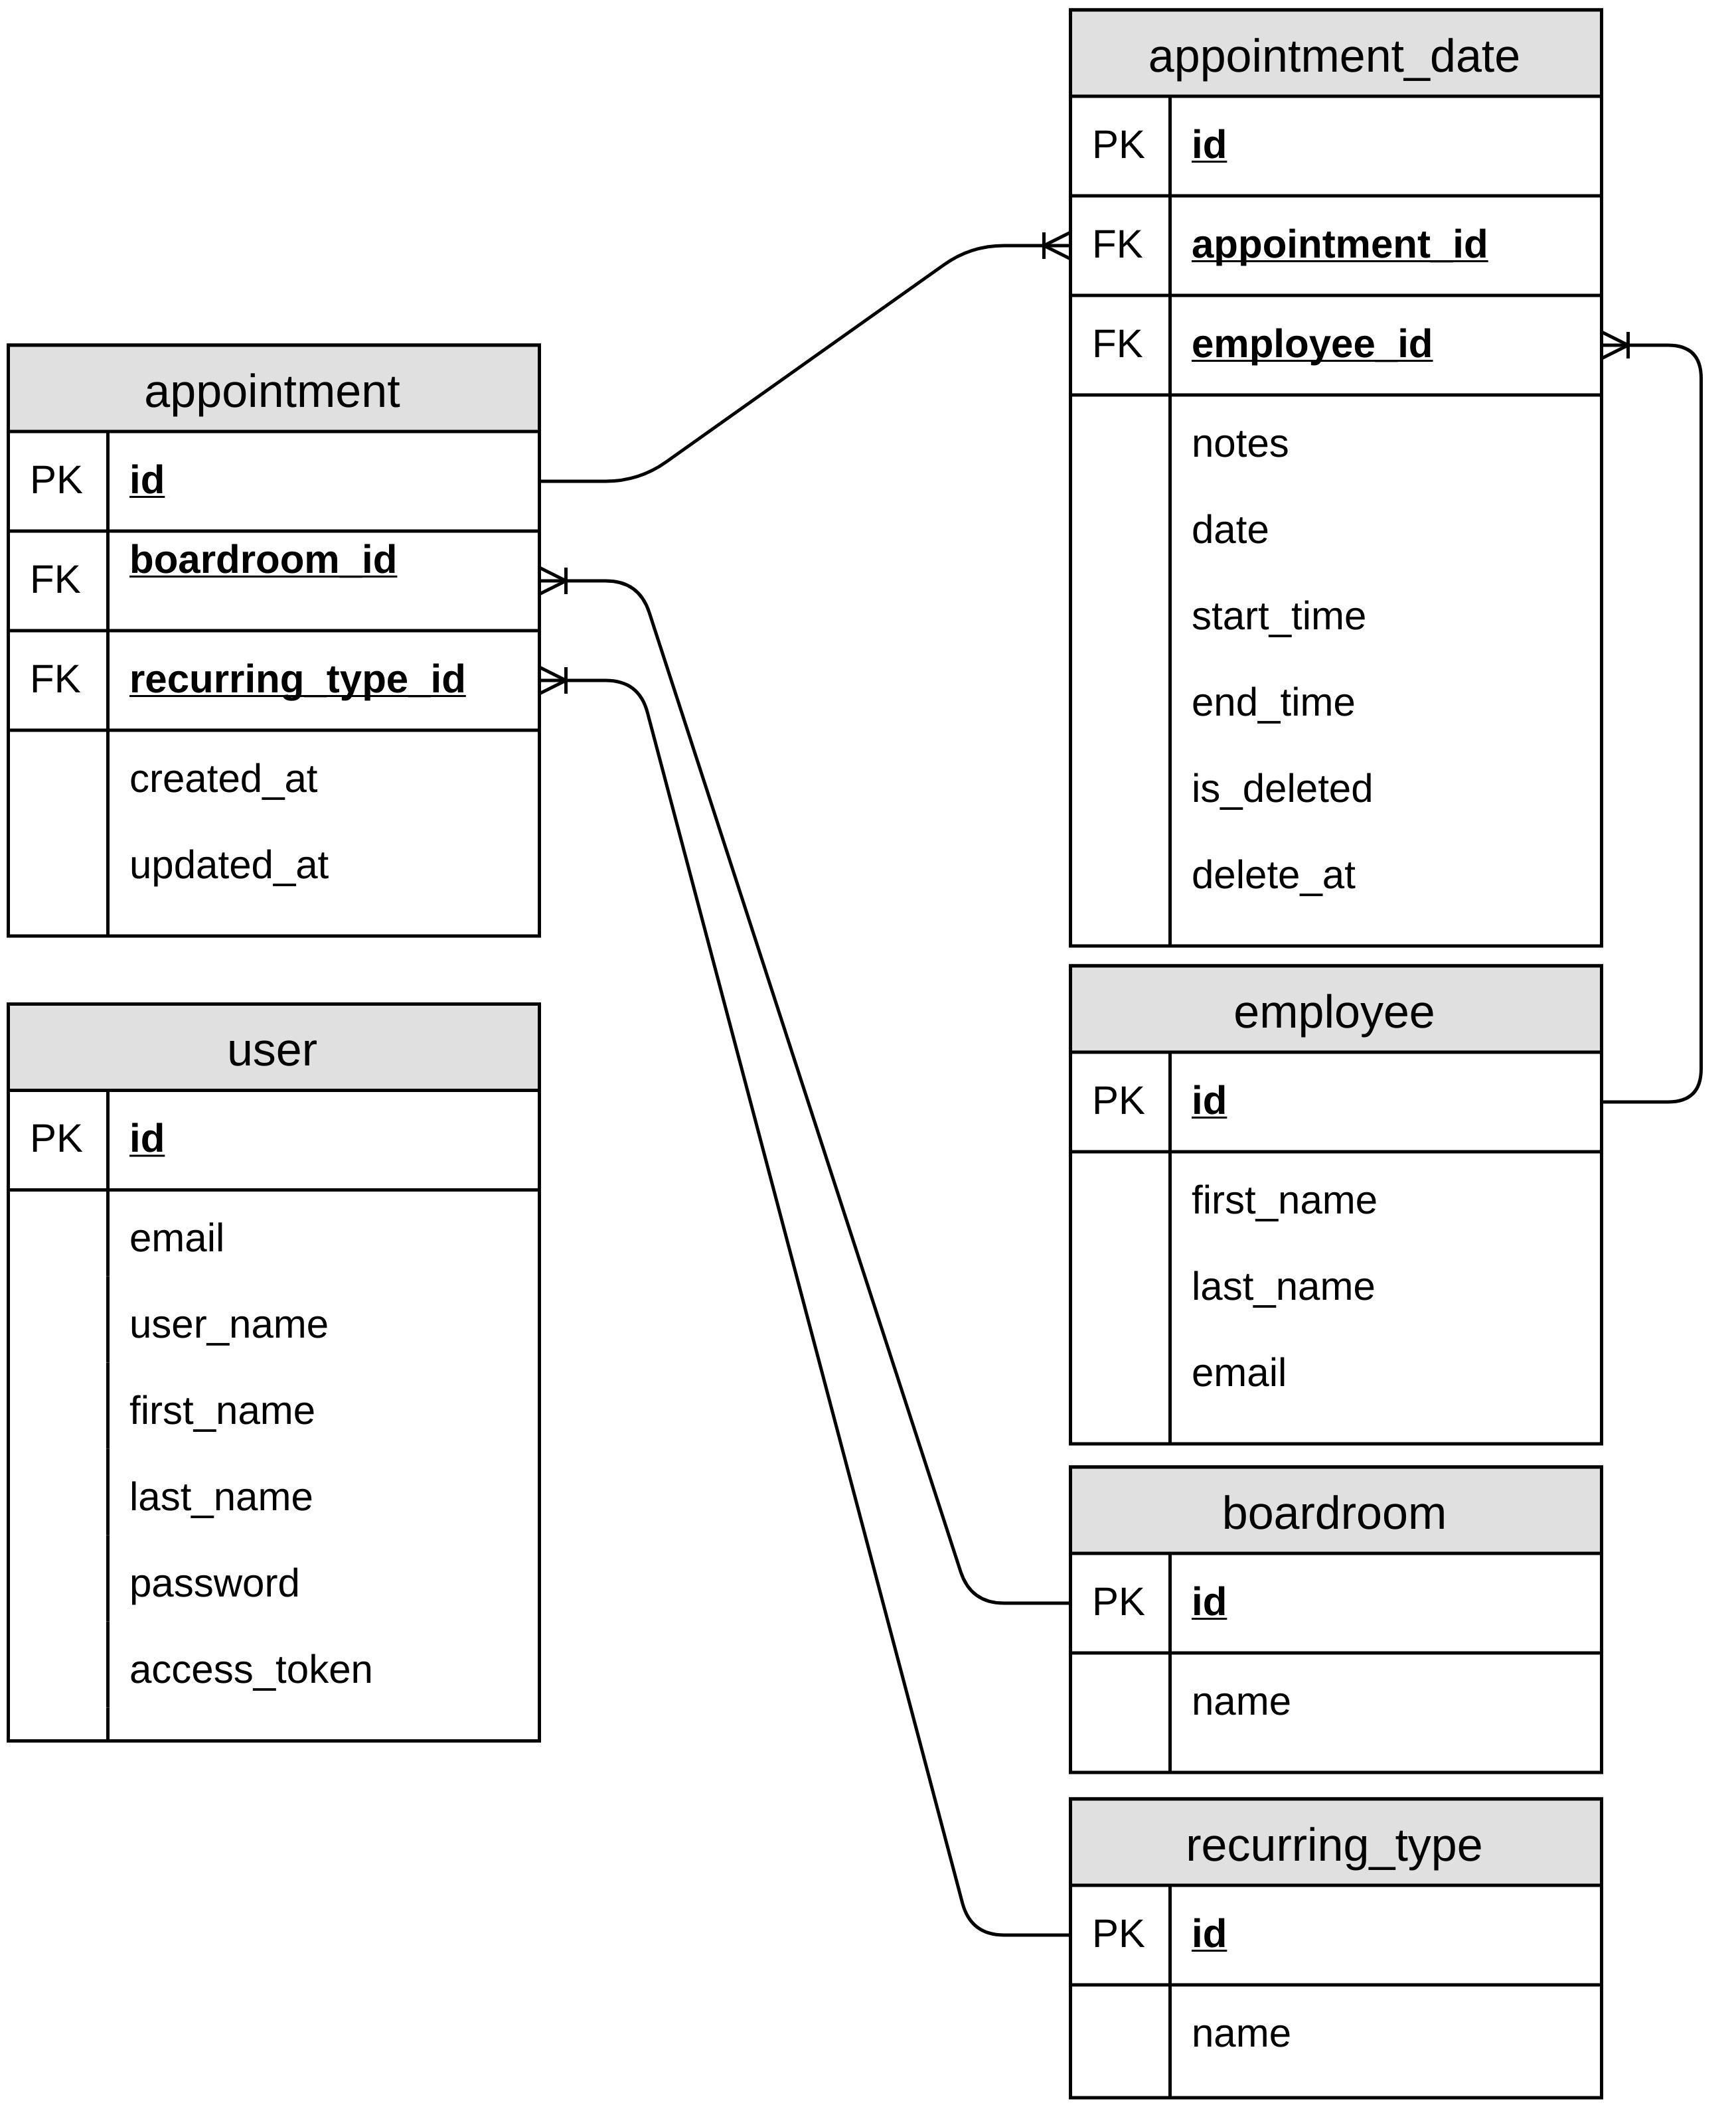 appointment_date
PK id
FK appointment_id
FK employee_id
notes
date
start_time
end_time
is_deleted
delete_at
appointment
PK id
FK boardroom_id
FK recurring_type_id
created_at
updated_at
user
PK id
email
user_name
first_name
last_name
password
access_token
employee
PK id
first_name
last_name
email
boardroom
PK id
name
recurring_type
PK id
name